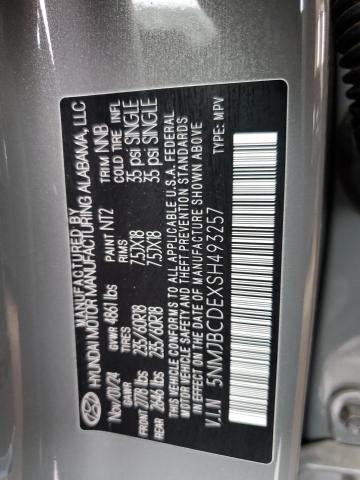 MANUFACTURED BY
HYUNDAI MOTOR MANUFACTURING ALABAMA, LLC
Nov/07/24 GVWR 4861 lbs PAINT NT2 TRIM NNB
GAWR TIRES RIMS COLD TIRE INFL
FRONT 2778 lbs 235/60R18 7.5JX18 35 psi SINGLE
REAR 2646 lbs 235/60R18 7.5JX18 35 psi SINGLE
THIS VEHICLE CONFORMS TO ALL APPLICABLE U.S.A. FEDERAL
MOTOR VEHICLE SAFETY AND THEFT PREVENTION STANDARDS
IN EFFECT ON THE DATE OF MANUFACTURE SHOWN ABOVE
V.I.N 5NMJBCDEXSH493257 TYPE: MPV